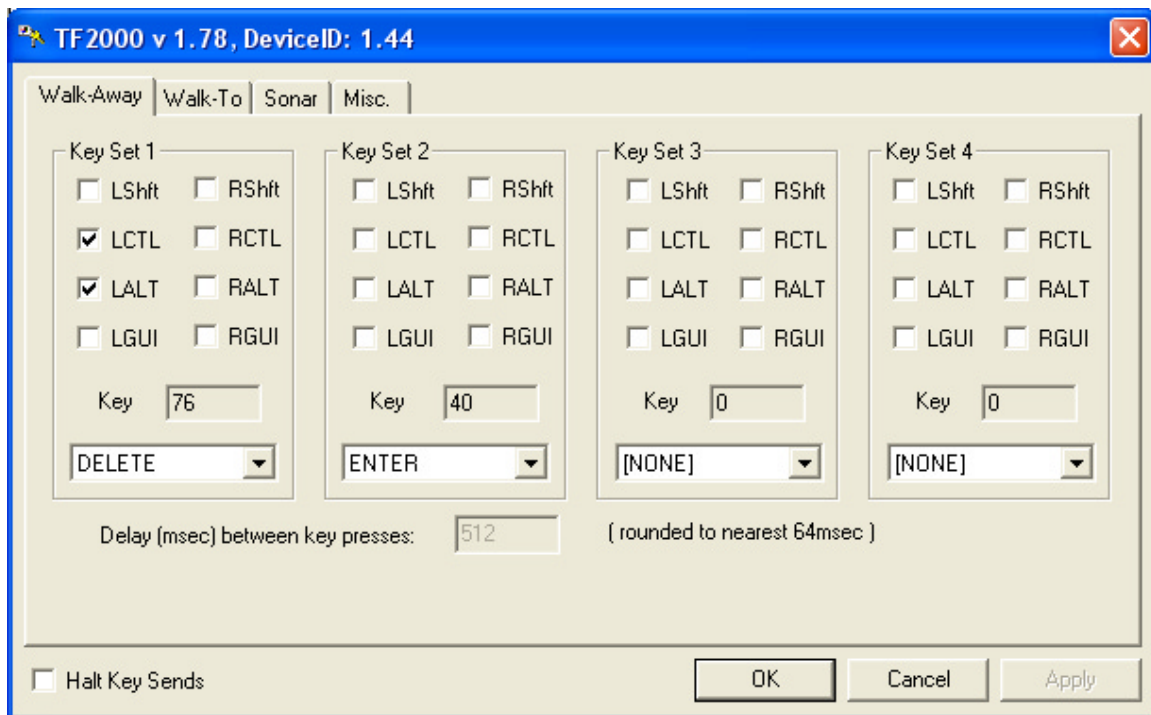 TF2000 v 1.78, DeviceID: 1.44
Walk-Away Walk-To Sonar Misc.
Key Set 1 Key Set 2 Key Set 3 Key Set 4
LShft RShft LShft RShft LShft RShft LShft RShft
LCTL RCTL LCTL RCTL LCTL RCTL LCTL RCTL
LALT RALT LALT RALT LALT RALT LALT RALT
LGUI RGUI LGUI RGUI LGUI RGUI LGUI RGUI
Key 76 Key 40 Key 0 Key 0
DELETE ENTER [NONE] [NONE]
Delay (msec) between key presses: 512 ( rounded to nearest 64msec )
Halt Key Sends OK Cancel Apply